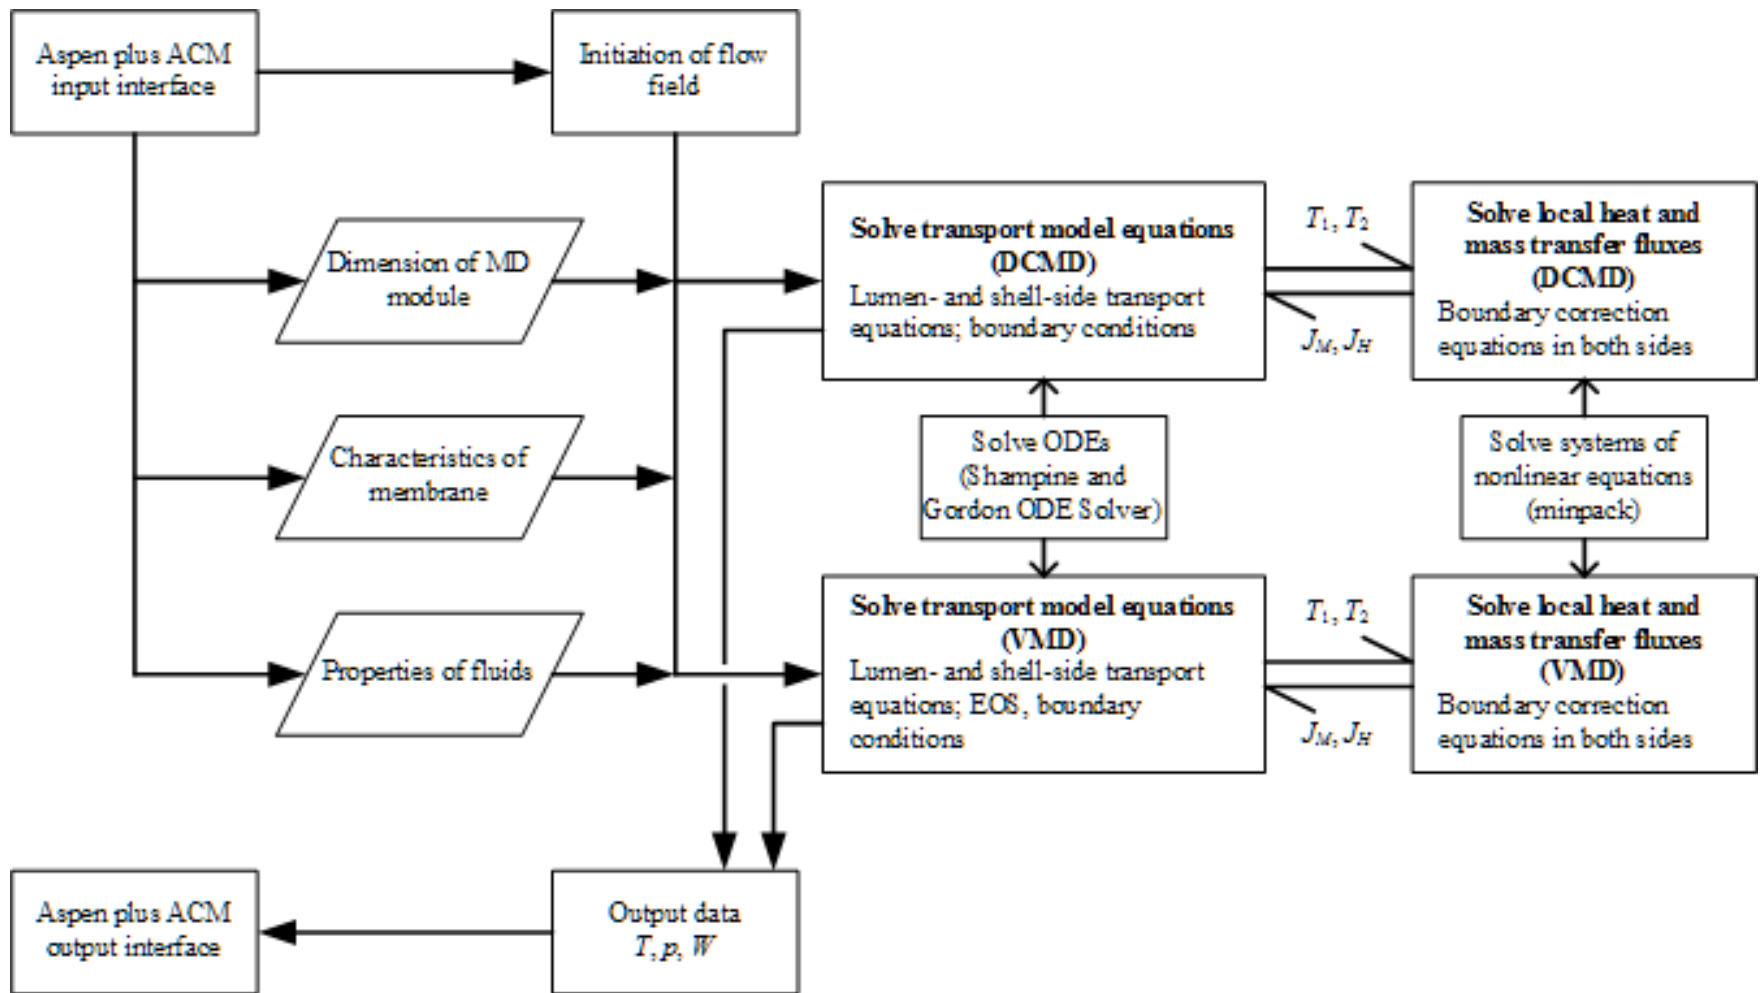 Aspen plus ACM
input interface
Initiation of flow
field
Dimension of MD
module
Characteristics of
membrane
Properties of fluids
Solve transport model equations
(DCMD)
Lumen- and shell-side transport
equations; boundary conditions
T1, T2
JM, JH
Solve local heat and
mass transfer fluxes
(DCMD)
Boundary correction
equations in both sides
Solve ODEs
(Shampine and
Gordon ODE Solver)
Solve systems of
nonlinear equations
(minpack)
Solve transport model equations
(VMD)
Lumen- and shell-side transport
equations; EOS, boundary
conditions
T1, T2
JM, JH
Solve local heat and
mass transfer fluxes
(VMD)
Boundary correction
equations in both sides
Aspen plus ACM
output interface
Output data
T, p, W